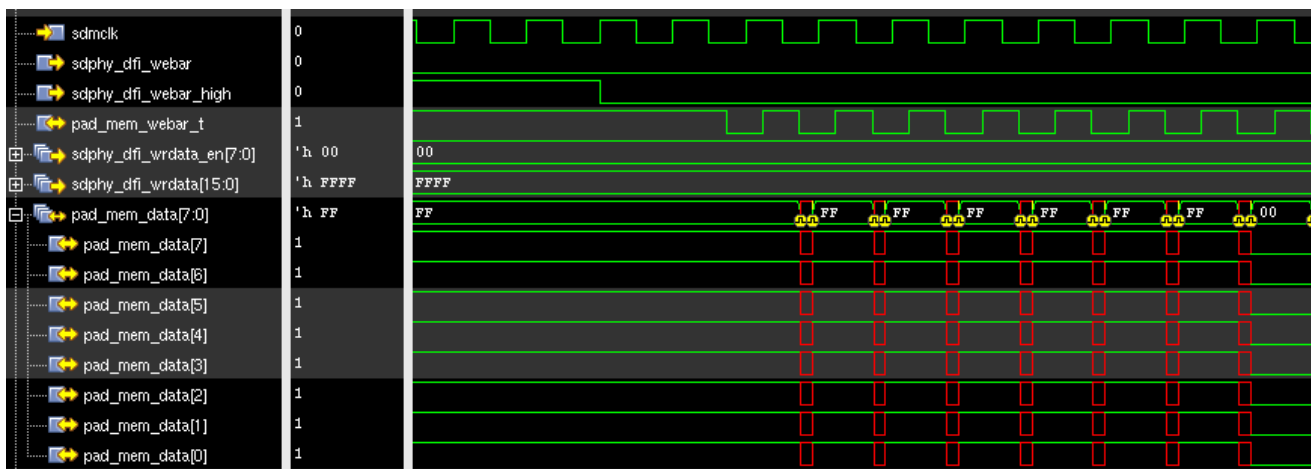 sdmclk 0
sdphy_dfi_webar 0
sdphy_dfi_webar_high 0
pad_mem_webar_t 1
sdphy_dfi_wrdata_en[7:0] 'h 00 00
sdphy_dfi_wrdata[15:0] 'h FFFF FFFF
pad_mem_data[7:0] 'h FF FF FF FF FF FF FF FF 00
pad_mem_data[7] 1
pad_mem_data[6] 1
pad_mem_data[5] 1
pad_mem_data[4] 1
pad_mem_data[3] 1
pad_mem_data[2] 1
pad_mem_data[1] 1
pad_mem_data[0] 1